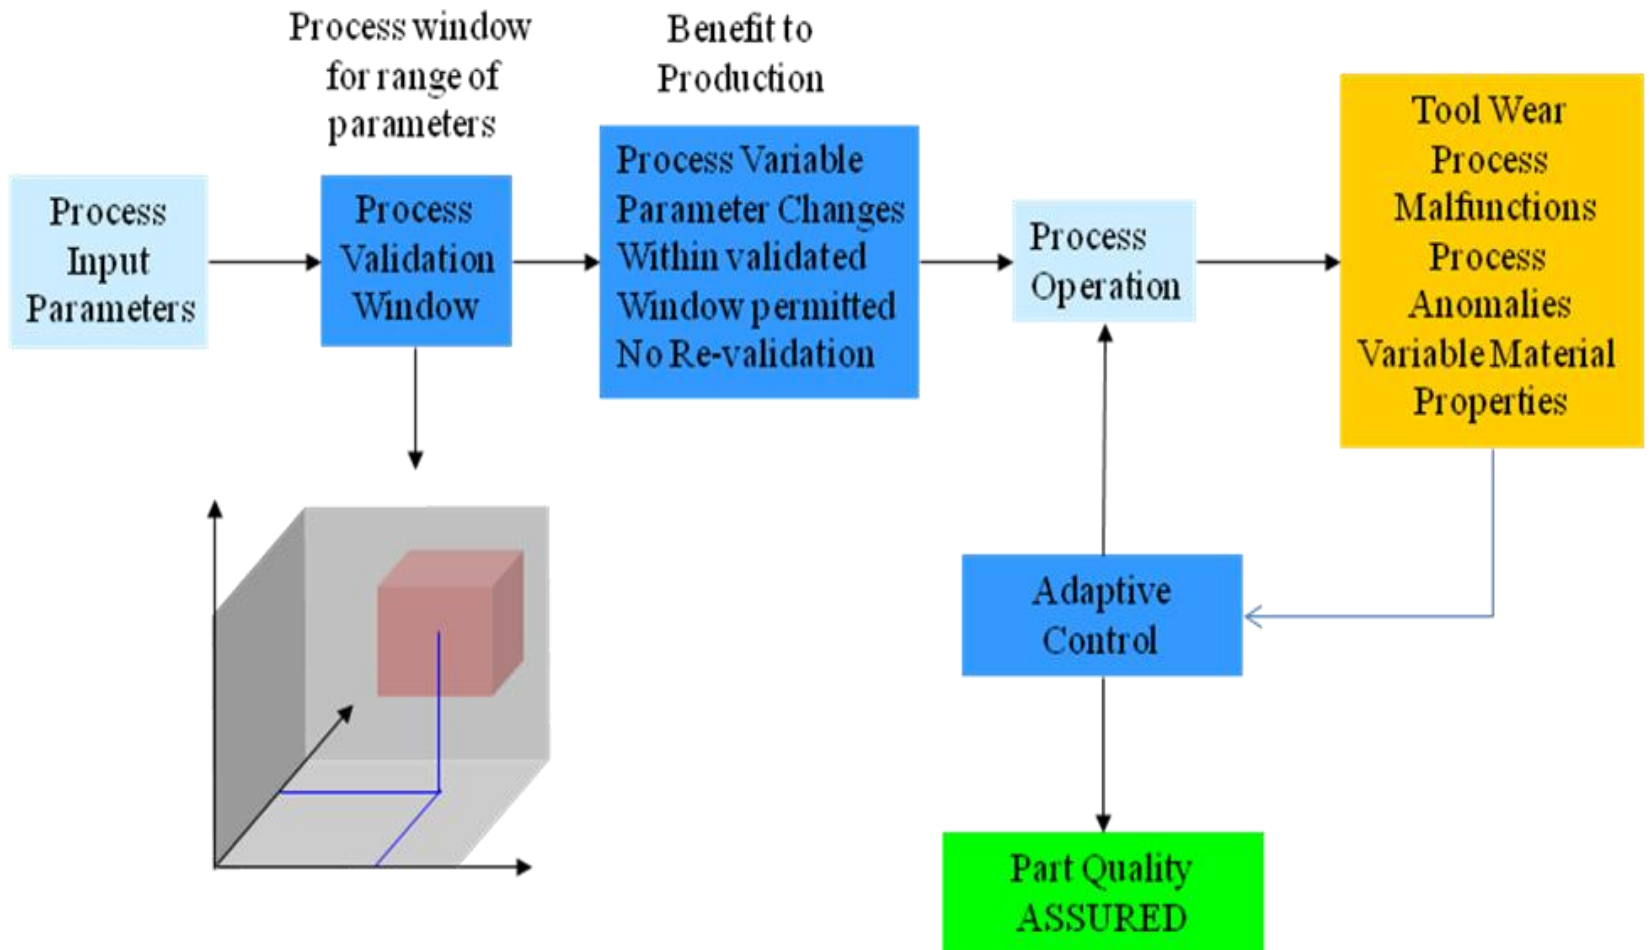 Process window
for range of
parameters
Benefit to
Production
Process
Input
Parameters
Process
Validation
Window
Process Variable
Parameter Changes
Within validated
Window permitted
No Re-validation
Process
Operation
Tool Wear
Process
Malfunctions
Process
Anomalies
Variable Material
Properties
Adaptive
Control
Part Quality
ASSURED